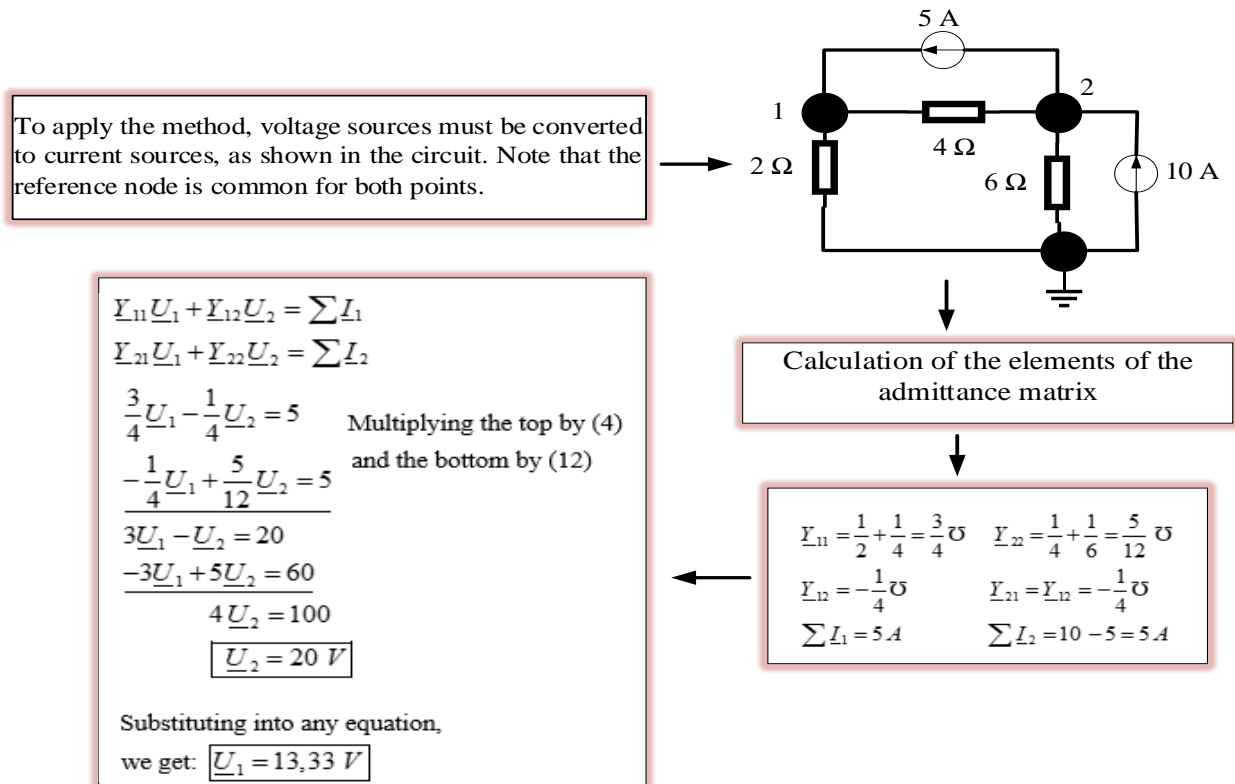 5 A
1
2
4 Ω
2 Ω
6 Ω
10 A
To apply the method, voltage sources must be converted
to current sources, as shown in the circuit. Note that the
reference node is common for both points.
Calculation of the elements of the
admittance matrix
Y₁₁ = 1/2 + 1/4 = 3/4 ℧ Y₂₂ = 1/4 + 1/6 = 5/12 ℧
Y₁₂ = −1/4 ℧ Y₂₁ = Y₁₂ = −1/4 ℧
∑I₁ = 5 A ∑I₂ = 10 − 5 = 5 A
Y₁₁U₁ + Y₁₂U₂ = ∑I₁
Y₂₁U₁ + Y₂₂U₂ = ∑I₂
3/4 U₁ − 1/4 U₂ = 5
−1/4 U₁ + 5/12 U₂ = 5
Multiplying the top by (4)
and the bottom by (12)
3U₁ − U₂ = 20
−3U₁ + 5U₂ = 60
4U₂ = 100
U₂ = 20 V
Substituting into any equation,
we get: U₁ = 13,33 V